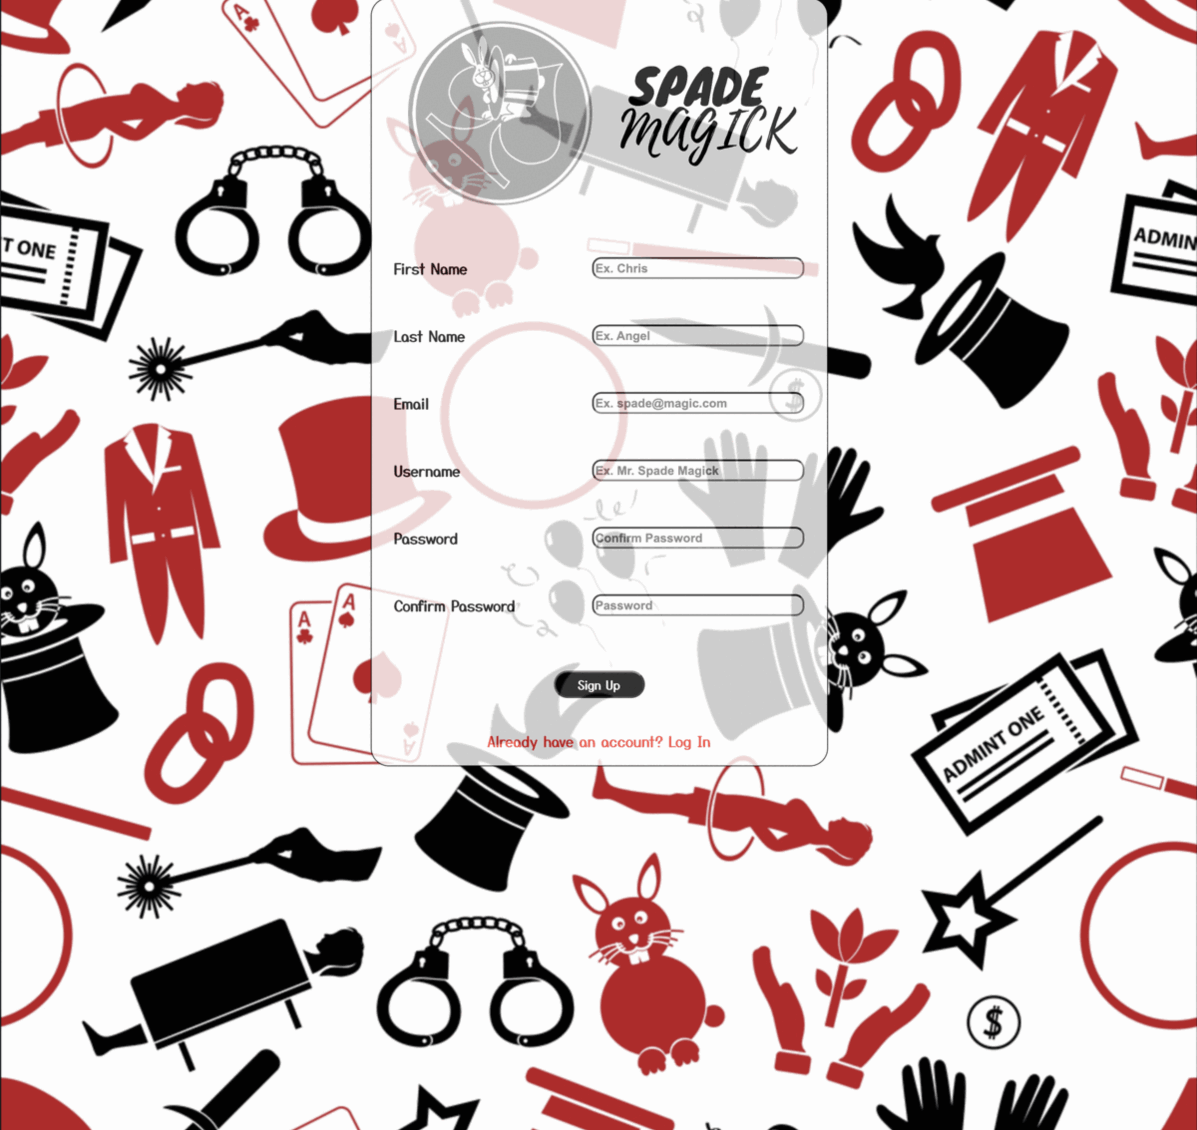 A
A
SPADE
MAGICK
T ONE
ADMIN
First Name
Ex. Chris
Last Name
Ex. Angel
$
Email
Ex. spade@magic.com
Username
Ex. Mr. Spade Magick
Password
Confirm Password
Confirm Password
Password
A
A
A
Sign Up
Already have an account? Log In
ADMINT ONE
$